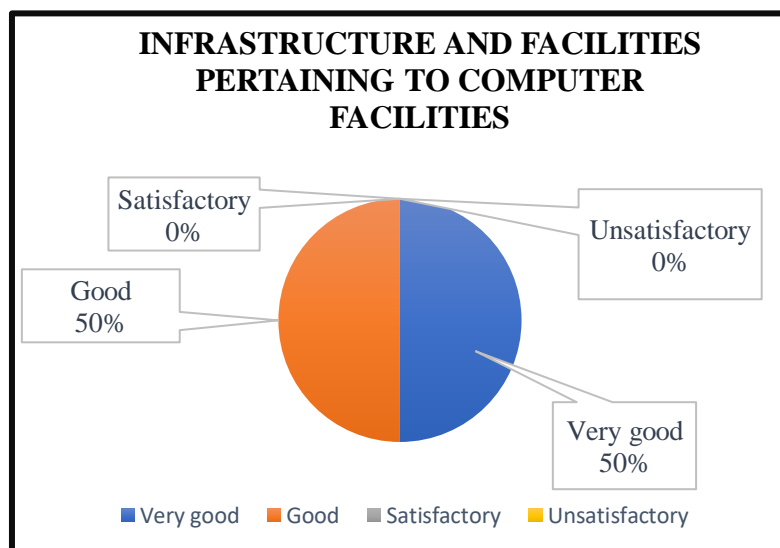 INFRASTRUCTURE AND FACILITIES
PERTAINING TO COMPUTER
FACILITIES
Satisfactory
0%
Unsatisfactory
0%
Good
50%
Very good
50%
Very good Good Satisfactory Unsatisfactory